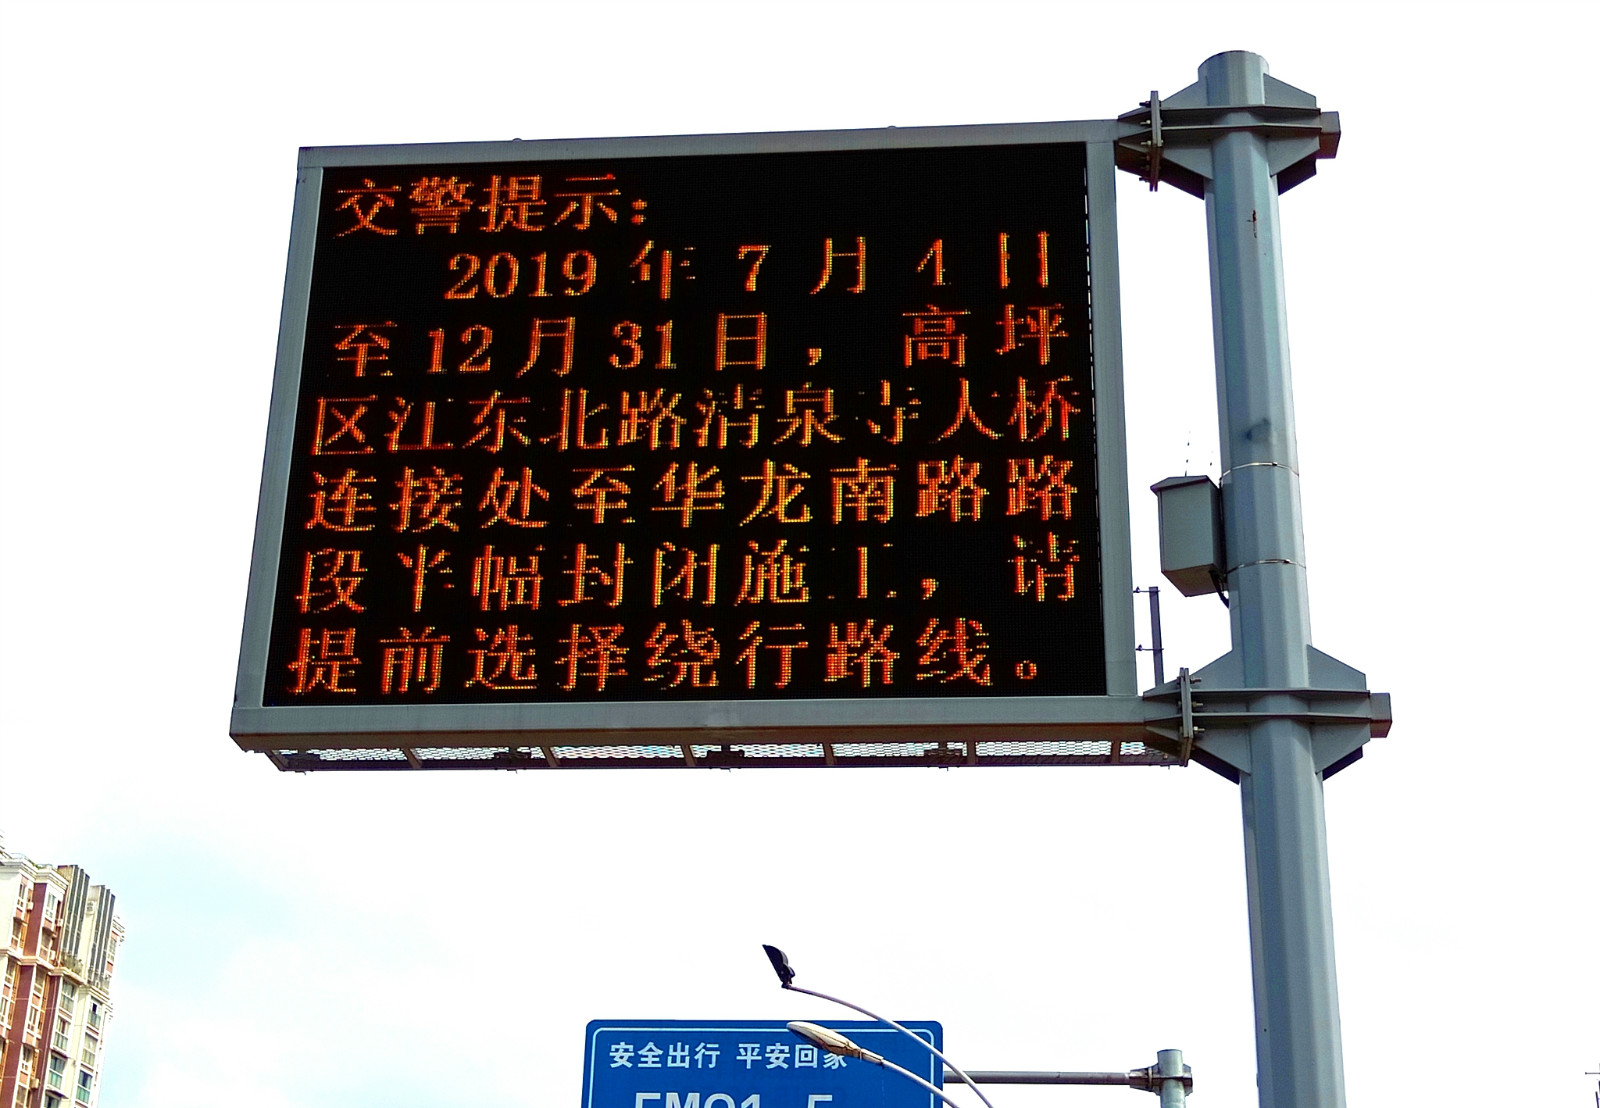 交警提示:
2019年7月4日
至12月31日，高坪
区江东北路清泉寺大桥
连接处至华龙南路路
段半幅封闭施工，请
提前选择绕行路线。
安全出行 平安回家